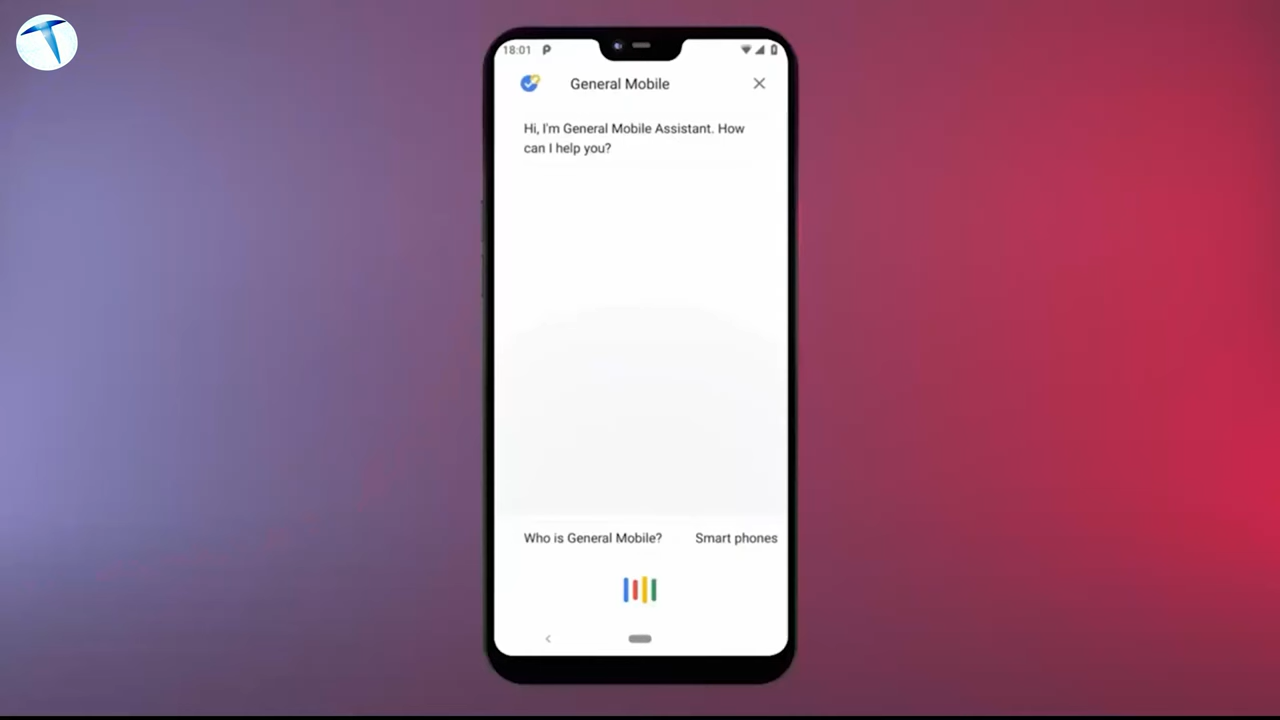 18:01
General Mobile
Hi, I'm General Mobile Assistant. How
can I help you?
Who is General Mobile? Smart phones